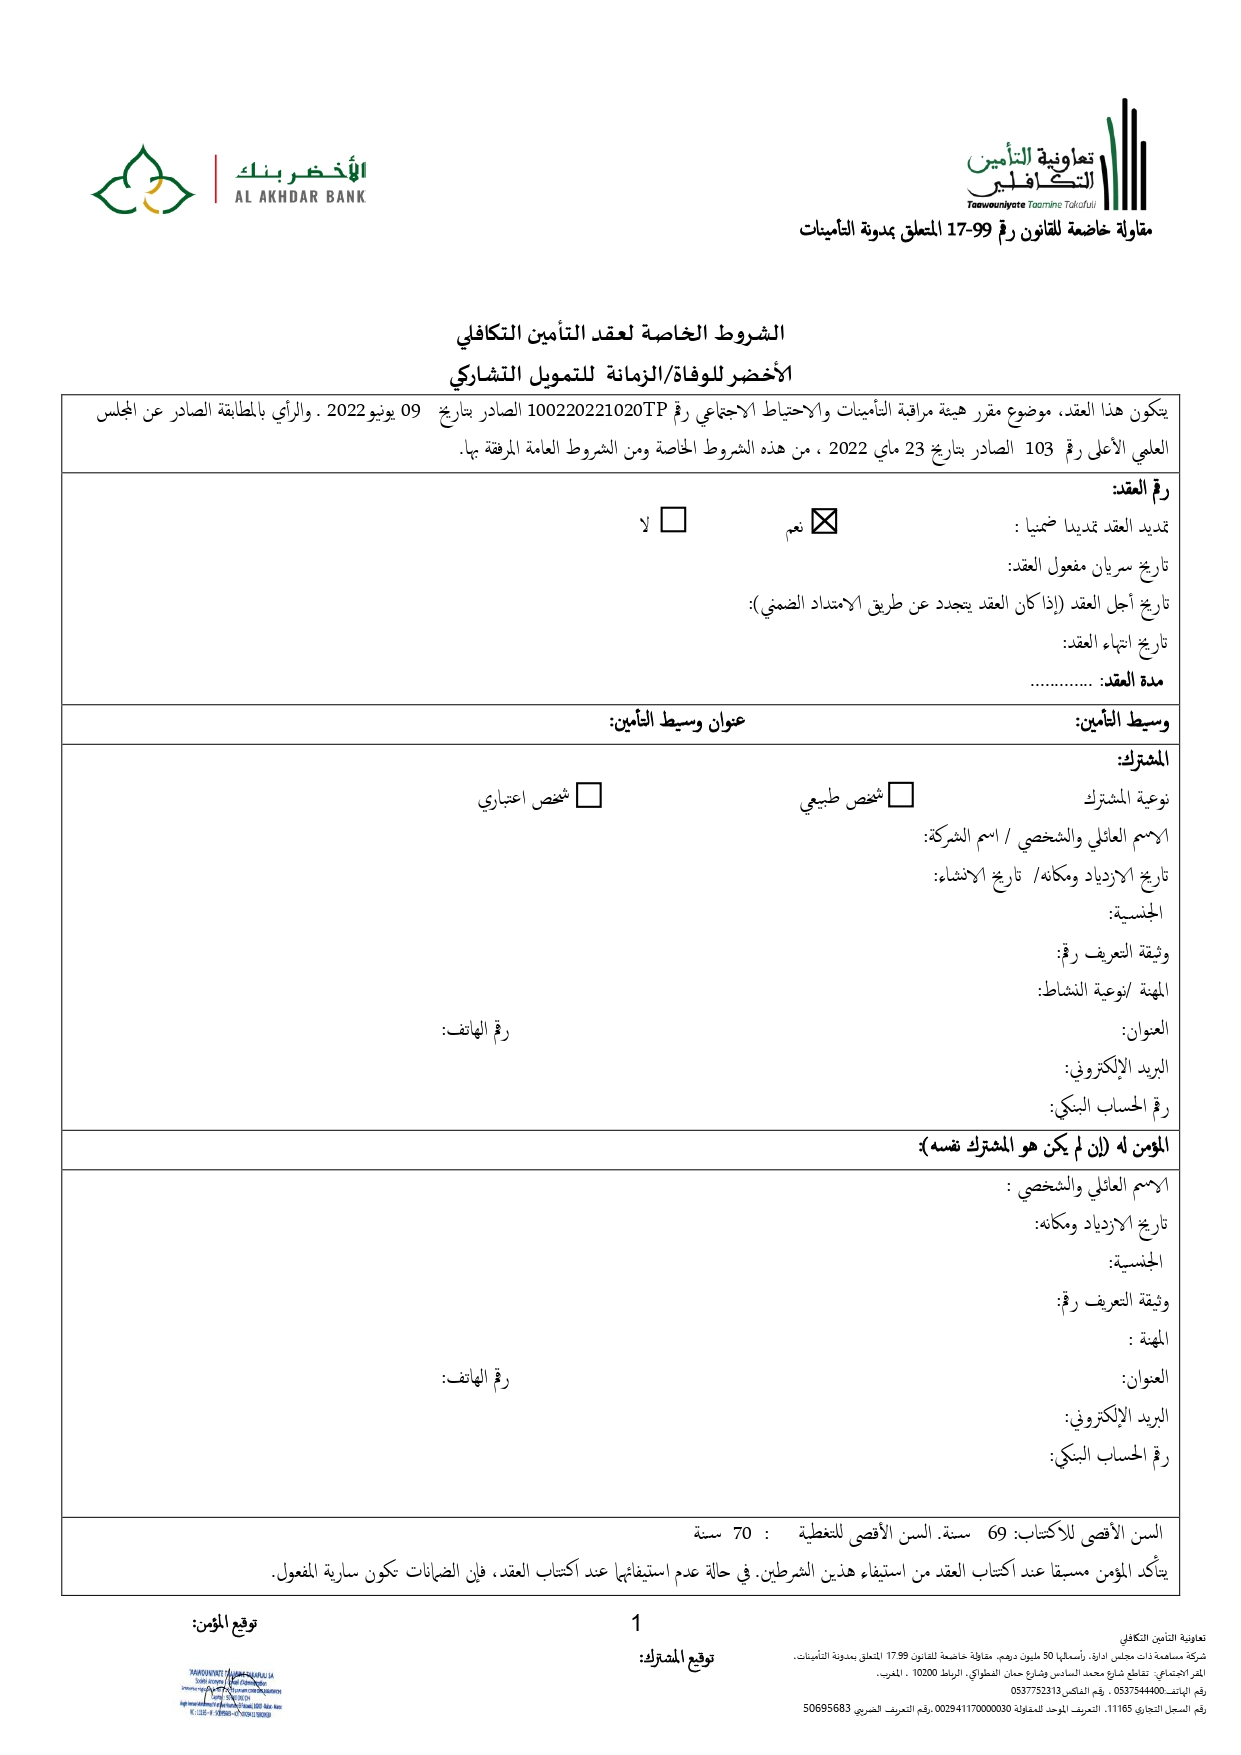 الأخضر بنك
AL AKHDAR BANK
تعاونية التأمين
التكافلي
Taawouniyate Taamine Takafuli
مقاولة خاضعة للقانون رقم 99-17 المتعلق بمدونة التأمينات
الشروط الخاصة لعقد التأمين التكافلي
الأخضر للوفاة/الزمانة للتمويل التشاركي
يتكون هذا العقد، موضوع مقرر هيئة مراقبة التأمينات والاحتياط الاجتماعي رقم 100220221020TP الصادر بتاريخ 09 يونيو2022 . والرأي بالمطابقة الصادر عن المجلس
العلمي الأعلى رقم 103 الصادر بتاريخ 23 ماي 2022 ، من هذه الشروط الخاصة ومن الشروط العامة المرفقة بها.
رقم العقد:
تمديد العقد تمديدا ضمنيا : ☒ نعم ☐ لا
تاريخ سريان مفعول العقد:
تاريخ أجل العقد (إذا كان العقد يتجدد عن طريق الامتداد الضمني):
تاريخ انتهاء العقد:
مدة العقد: .............
وسيط التأمين: عنوان وسيط التأمين:
المشترك:
نوعية المشترك ☐ شخص طبيعي ☐ شخص اعتباري
الاسم العائلي والشخصي / اسم الشركة:
تاريخ الازدياد ومكانه/ تاريخ الانشاء:
الجنسية:
وثيقة التعريف رقم:
المهنة /نوعية النشاط:
العنوان: رقم الهاتف:
البريد الإلكتروني:
رقم الحساب البنكي:
المؤمن له (إن لم يكن هو المشترك نفسه):
الاسم العائلي والشخصي :
تاريخ الازدياد ومكانه:
الجنسية:
وثيقة التعريف رقم:
المهنة :
العنوان: رقم الهاتف:
البريد الإلكتروني:
رقم الحساب البنكي:
السن الأقصى للاكتتاب: 69 سنة. السن الأقصى للتغطية : 70 سنة
يتأكد المؤمن مسبقا عند اكتتاب العقد من استيفاء هذين الشرطين. في حالة عدم استيفائهما عند اكتتاب العقد، فإن الضمانات تكون سارية المفعول.
1
توقيع المؤمن:
توقيع المشترك:
TAAWOUNIYATE TAAMINE TAKAFULI SA
تعاونية التأمين التكافلي
شركة مساهمة ذات مجلس ادارة، رأسمالها 50 مليون درهم، مقاولة خاضعة للقانون 17.99 المتعلق بمدونة التأمينات،
المقر الاجتماعي: تقاطع شارع محمد السادس وشارع حمان الفطواكي، الرباط 10200 ، المغرب،
رقم الهاتف:0537544400 ، رقم الفاكس0537752313
رقم السجل التجاري 11165، التعريف الموحد للمقاولة 002941170000030 ،رقم التعريف الضريبي 50695683